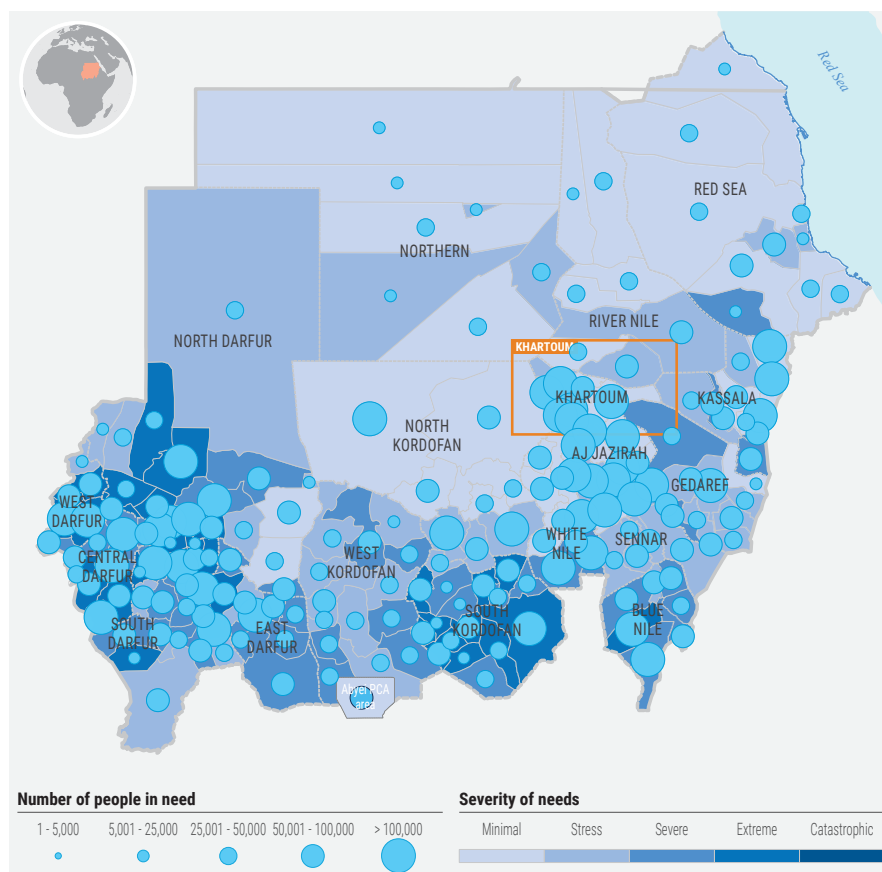 Red Sea
RED SEA
NORTHERN
RIVER NILE
NORTH DARFUR
KHARTOUM
KHARTOUM
KASSALA
NORTH
KORDOFAN
AJ JAZIRAH
GEDAREF
WEST
DARFUR
WHITE
NILE
SENNAR
WEST
KORDOFAN
CENTRAL
DARFUR
SOUTH
KORDOFAN
BLUE
NILE
SOUTH
DARFUR
EAST
DARFUR
Abyei PCA
area
Number of people in need
1 - 5,000
5,001 - 25,000
25,001 - 50,000
50,001 - 100,000
> 100,000
Severity of needs
Minimal
Stress
Severe
Extreme
Catastrophic